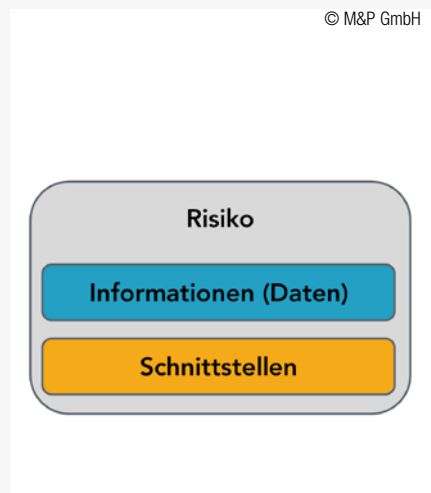 © M&P GmbH
Risiko
Informationen (Daten)
Schnittstellen